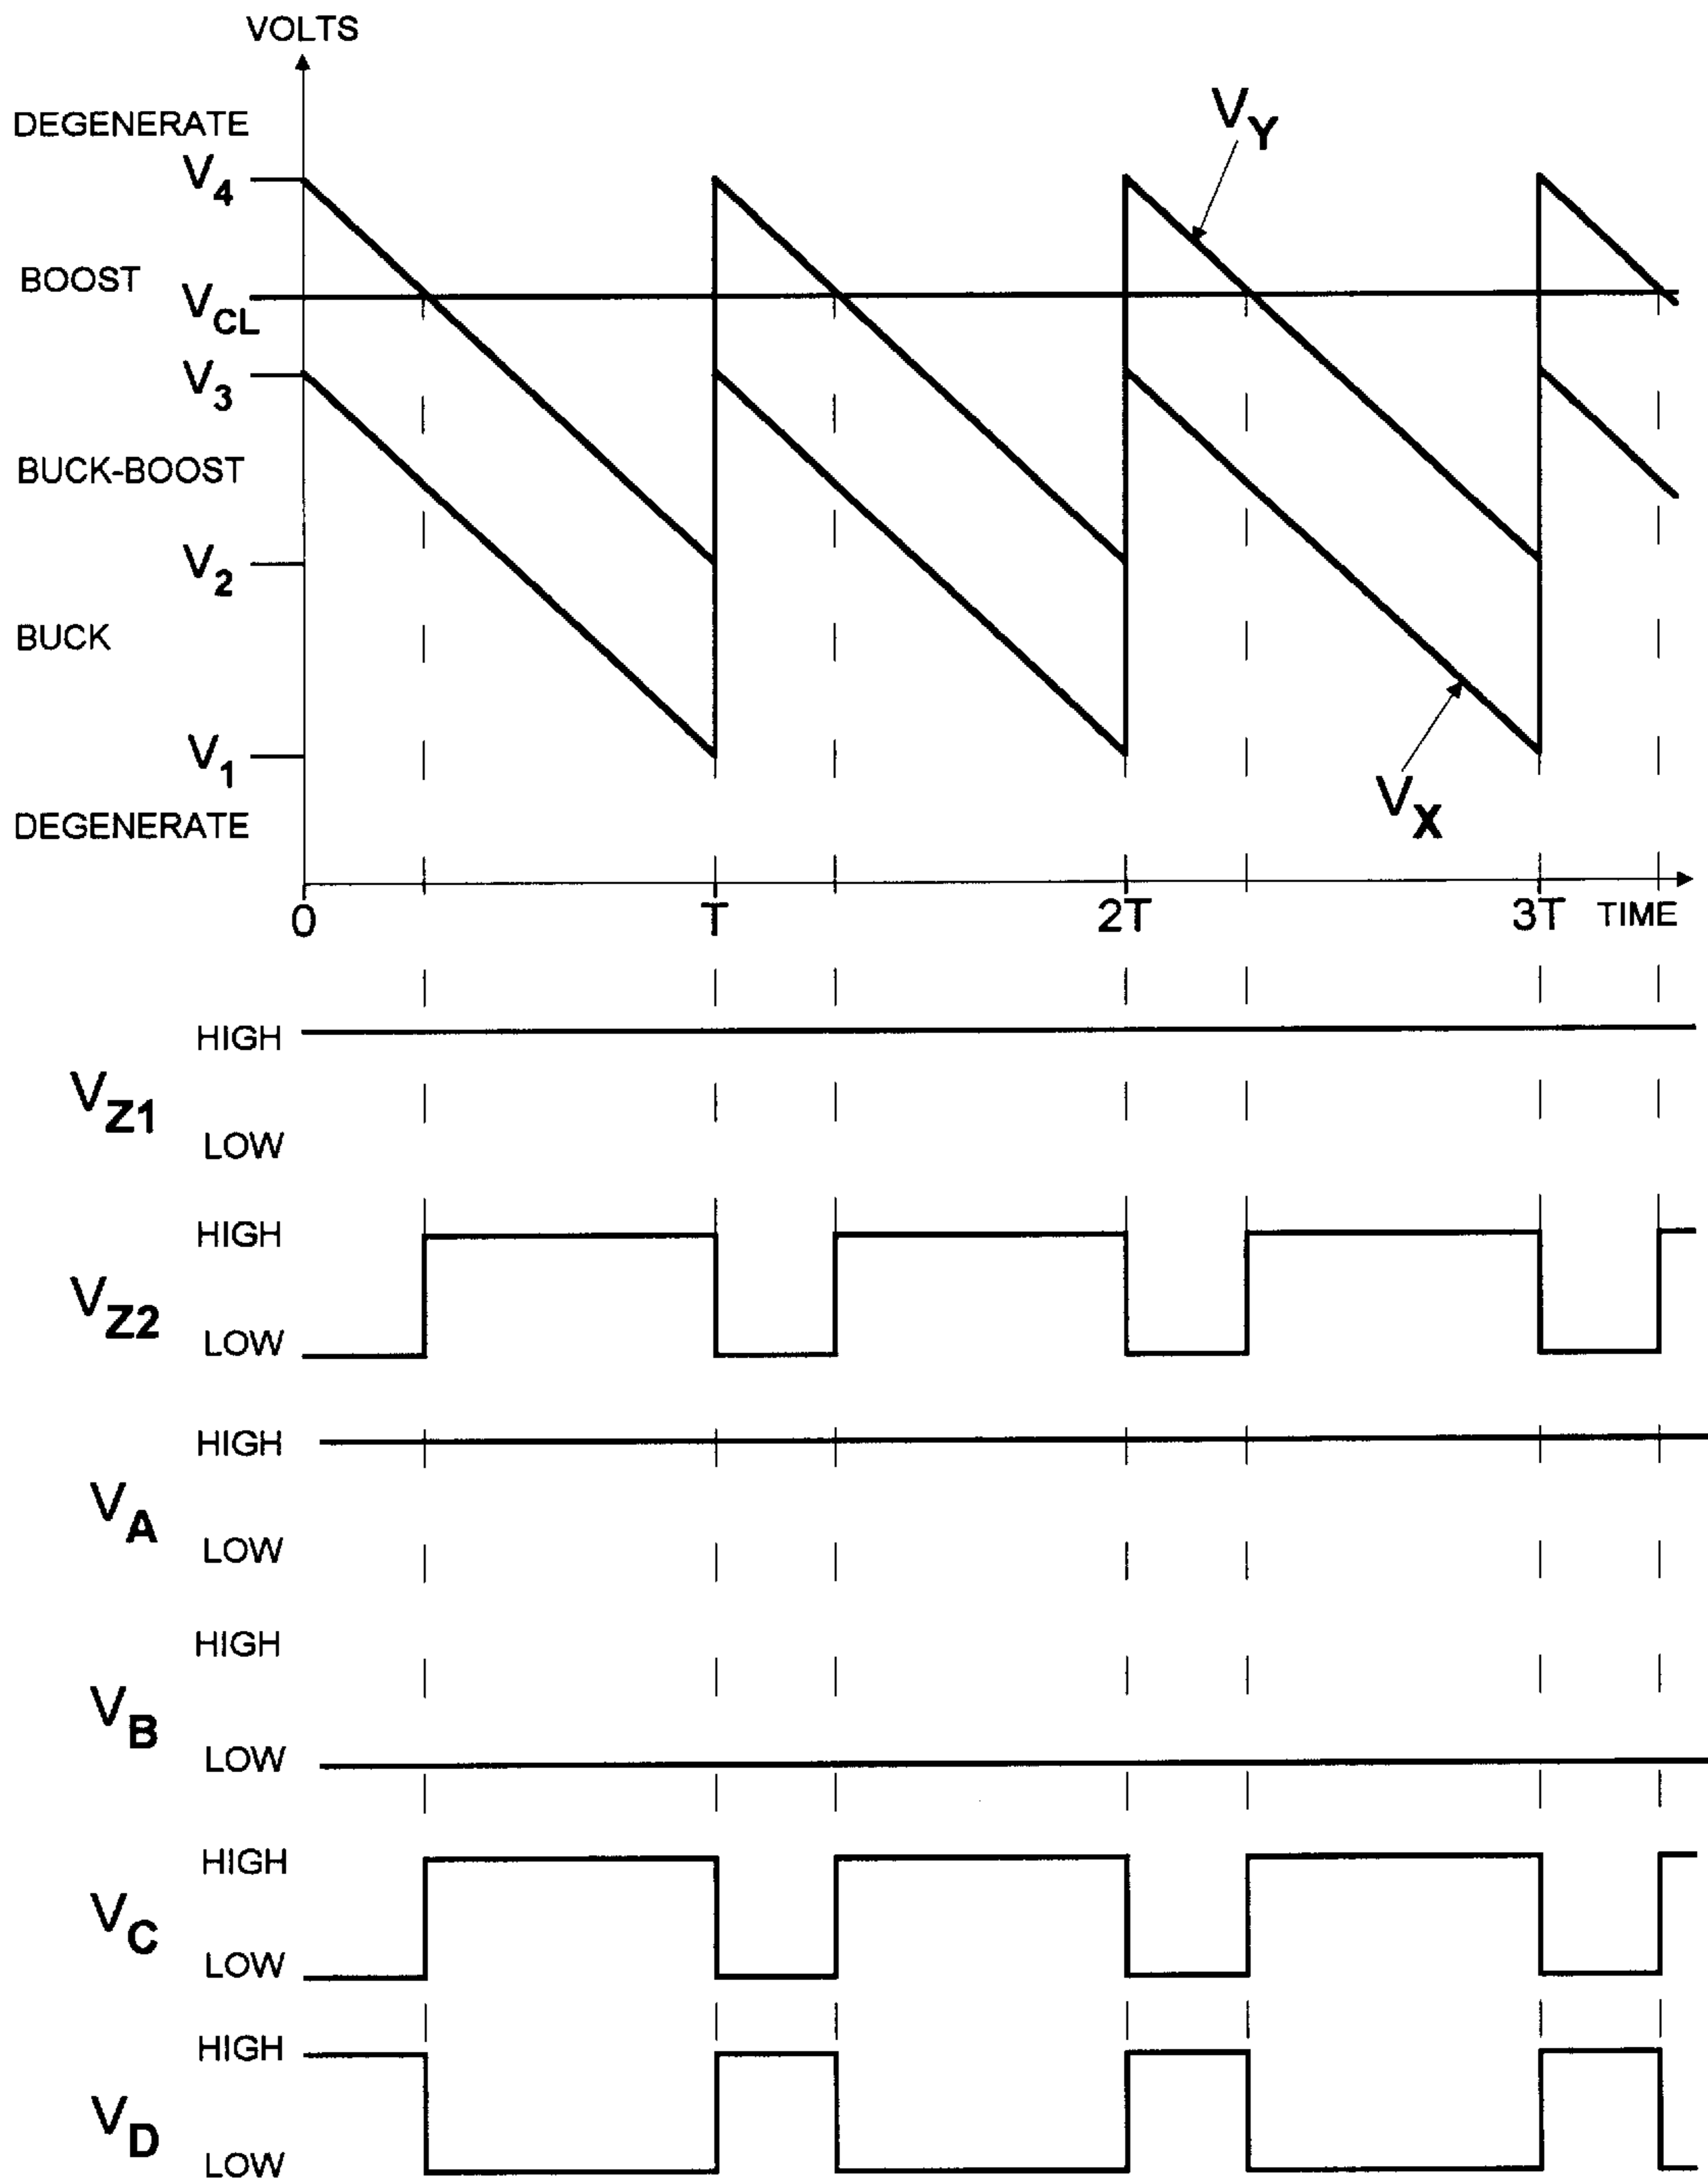 VOLTS
DEGENERATE
V4
VY
BOOST
VCL
V3
BUCK-BOOST
V2
BUCK
V1
VX
DEGENERATE
0 T 2T 3T TIME
HIGH
VZ1
LOW
HIGH
VZ2
LOW
HIGH
VA
LOW
HIGH
VB
LOW
HIGH
VC
LOW
HIGH
VD
LOW